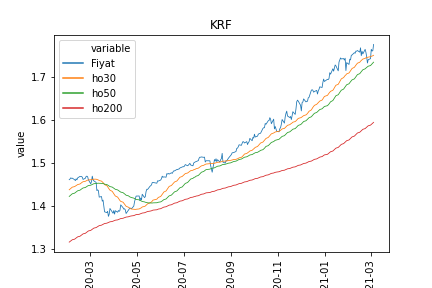 KRF
variable
Fiyat
ho30
ho50
ho200
value
1.7
1.6
1.5
1.4
1.3
20-03
20-05
20-07
20-09
20-11
21-01
21-03